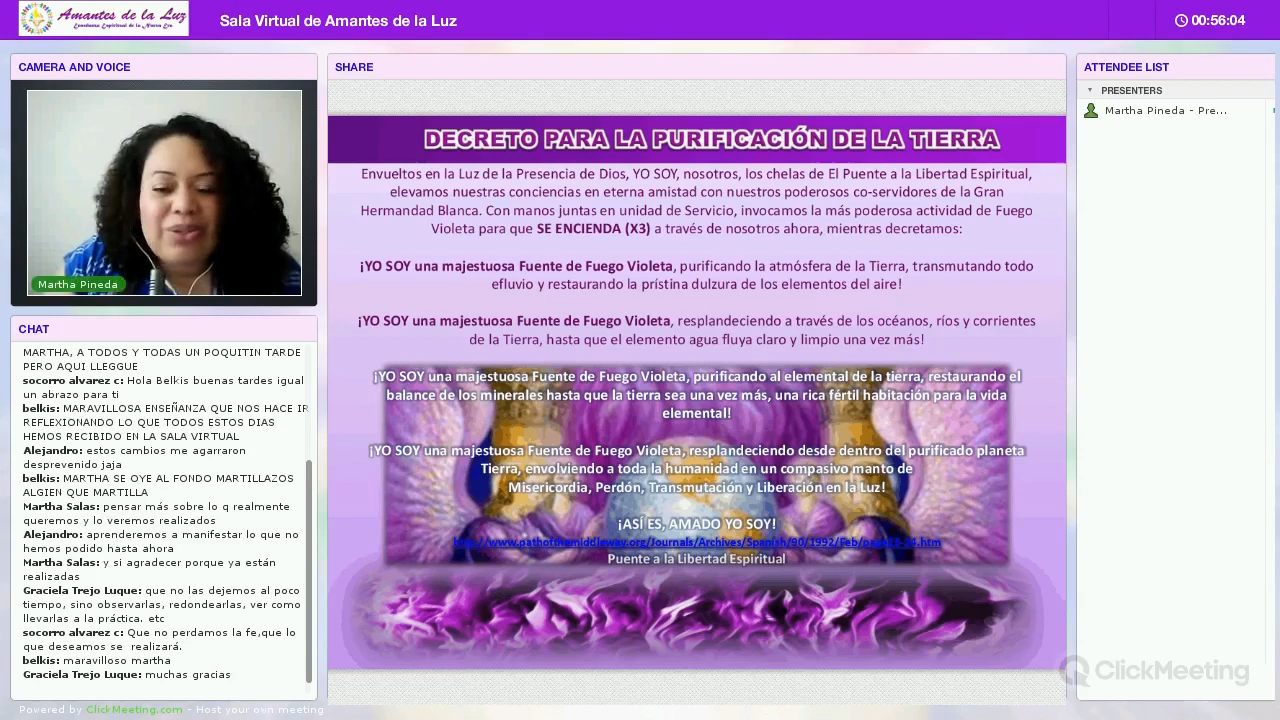 Amantes de la Luz
Enseñanza Espiritual de la Nueva Era
Sala Virtual de Amantes de la Luz
00:56:04
CAMERA AND VOICE
Martha Pineda
CHAT
MARTHA, A TODOS Y TODAS UN POQUITIN TARDE
PERO AQUI LLEGGUE
socorro alvarez c: Hola Belkis buenas tardes igual
un abrazo para ti
belkis: MARAVILLOSA ENSEÑANZA QUE NOS HACE IR
REFLEXIONANDO LO QUE TODOS ESTOS DIAS
HEMOS RECIBIDO EN LA SALA VIRTUAL
Alejandro: estos cambios me agarraron
desprevenido jaja
belkis: MARTHA SE OYE AL FONDO MARTILLAZOS
ALGIEN QUE MARTILLA
Martha Salas: pensar más sobre lo q realmente
queremos y lo veremos realizados
Alejandro: aprenderemos a manifestar lo que no
hemos podido hasta ahora
Martha Salas: y si agradecer porque ya están
realizadas
Graciela Trejo Luque: que no las dejemos al poco
tiempo, sino observarlas, redondearlas, ver como
llevarlas a la práctica. etc
socorro alvarez c: Que no perdamos la fe,que lo
que deseamos se realizará.
belkis: maravilloso martha
Graciela Trejo Luque: muchas gracias
Powered by ClickMeeting.com - Host your own meeting
SHARE
DECRETO PARA LA PURIFICACIÓN DE LA TIERRA
Envueltos en la Luz de la Presencia de Dios, YO SOY, nosotros, los chelas de El Puente a la Libertad Espiritual,
elevamos nuestras conciencias en eterna amistad con nuestros poderosos co-servidores de la Gran
Hermandad Blanca. Con manos juntas en unidad de Servicio, invocamos la más poderosa actividad de Fuego
Violeta para que SE ENCIENDA (X3) a través de nosotros ahora, mientras decretamos:
¡YO SOY una majestuosa Fuente de Fuego Violeta, purificando la atmósfera de la Tierra, transmutando todo
efluvio y restaurando la prístina dulzura de los elementos del aire!
¡YO SOY una majestuosa Fuente de Fuego Violeta, resplandeciendo a través de los océanos, ríos y corrientes
de la Tierra, hasta que el elemento agua fluya claro y limpio una vez más!
¡YO SOY una majestuosa Fuente de Fuego Violeta, purificando al elemental de la tierra, restaurando el
balance de los minerales hasta que la tierra sea una vez más, una rica fértil habitación para la vida
elemental!
¡YO SOY una majestuosa Fuente de Fuego Violeta, resplandeciendo desde dentro del purificado planeta
Tierra, envolviendo a toda la humanidad en un compasivo manto de
Misericordia, Perdón, Transmutación y Liberación en la Luz!
¡ASÍ ES, AMADO YO SOY!
Puente a la Libertad Espiritual
ATTENDEE LIST
PRESENTERS
Martha Pineda - Pre...
ClickMeeting